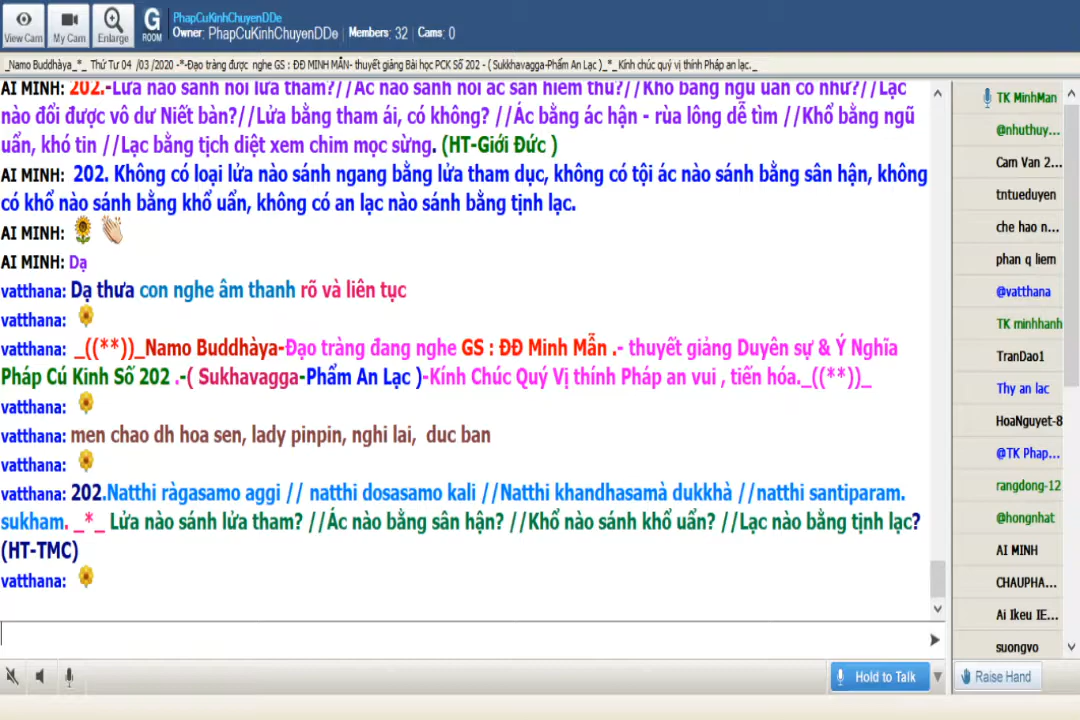 PhapCuKinhChuyenDDe
G
ROOM
View Cam
My Cam
Enlarge
Owner: PhapCuKinhChuyenDDe Members: 32 Cams: 0
_Namo Buddhàya_*_ Thứ Tư 04 /03 /2020 -*-Đạo tràng được nghe GS : ĐĐ MINH MẪN- thuyết giảng Bài học PCK Số 202 - ( Sukkhavagga-Phẩm An Lạc )_*_Kính chúc quý vị thính Pháp an lạc._
AI MINH: 202.-Lửa nào sánh nổi lửa tham?//Ác nào sánh nổi ác sân hiểm thù?//Khổ bằng ngũ uẩn có như?//Lạc
nào đổi được vô dư Niết bàn?//Lửa bằng tham ái, có không? //Ác bằng ác hận - rùa lông dễ tìm //Khổ bằng ngũ
uẩn, khó tin //Lạc bằng tịch diệt xem chim mọc sừng. (HT-Giới Đức )
AI MINH: 202. Không có loại lửa nào sánh ngang bằng lửa tham dục, không có tội ác nào sánh bằng sân hận, không
có khổ nào sánh bằng khổ uẩn, không có an lạc nào sánh bằng tịnh lạc.
AI MINH:
AI MINH: Dạ
vatthana: Dạ thưa con nghe âm thanh rõ và liên tục
vatthana:
vatthana: _((**))_Namo Buddhàya-Đạo tràng đang nghe GS : ĐĐ Minh Mẫn .- thuyết giảng Duyên sự & Ý Nghĩa
Pháp Cú Kinh Số 202 .-( Sukhavagga-Phẩm An Lạc )-Kính Chúc Quý Vị thính Pháp an vui , tiến hóa._((**))_
vatthana:
vatthana: men chao dh hoa sen, lady pinpin, nghi lai, duc ban
vatthana:
vatthana: 202.Natthi ràgasamo aggi // natthi dosasamo kali //Natthi khandhasamà dukkhà //natthi santiparam.
sukham. _*_ Lửa nào sánh lửa tham? //Ác nào bằng sân hận? //Khổ nào sánh khổ uẩn? //Lạc nào bằng tịnh lạc?
(HT-TMC)
vatthana:
TK MinhMan
@nhuthuy...
Cam Van 2...
tntueduyen
che hao n...
phan q liem
@vatthana
TK minhhanh
TranDao1
Thy an lac
HoaNguyet-8
@TK Phap...
rangdong-12
@hongnhat
AI MINH
CHAUPHA...
Ai Ikeu IE...
suongvo
Hold to Talk
Raise Hand